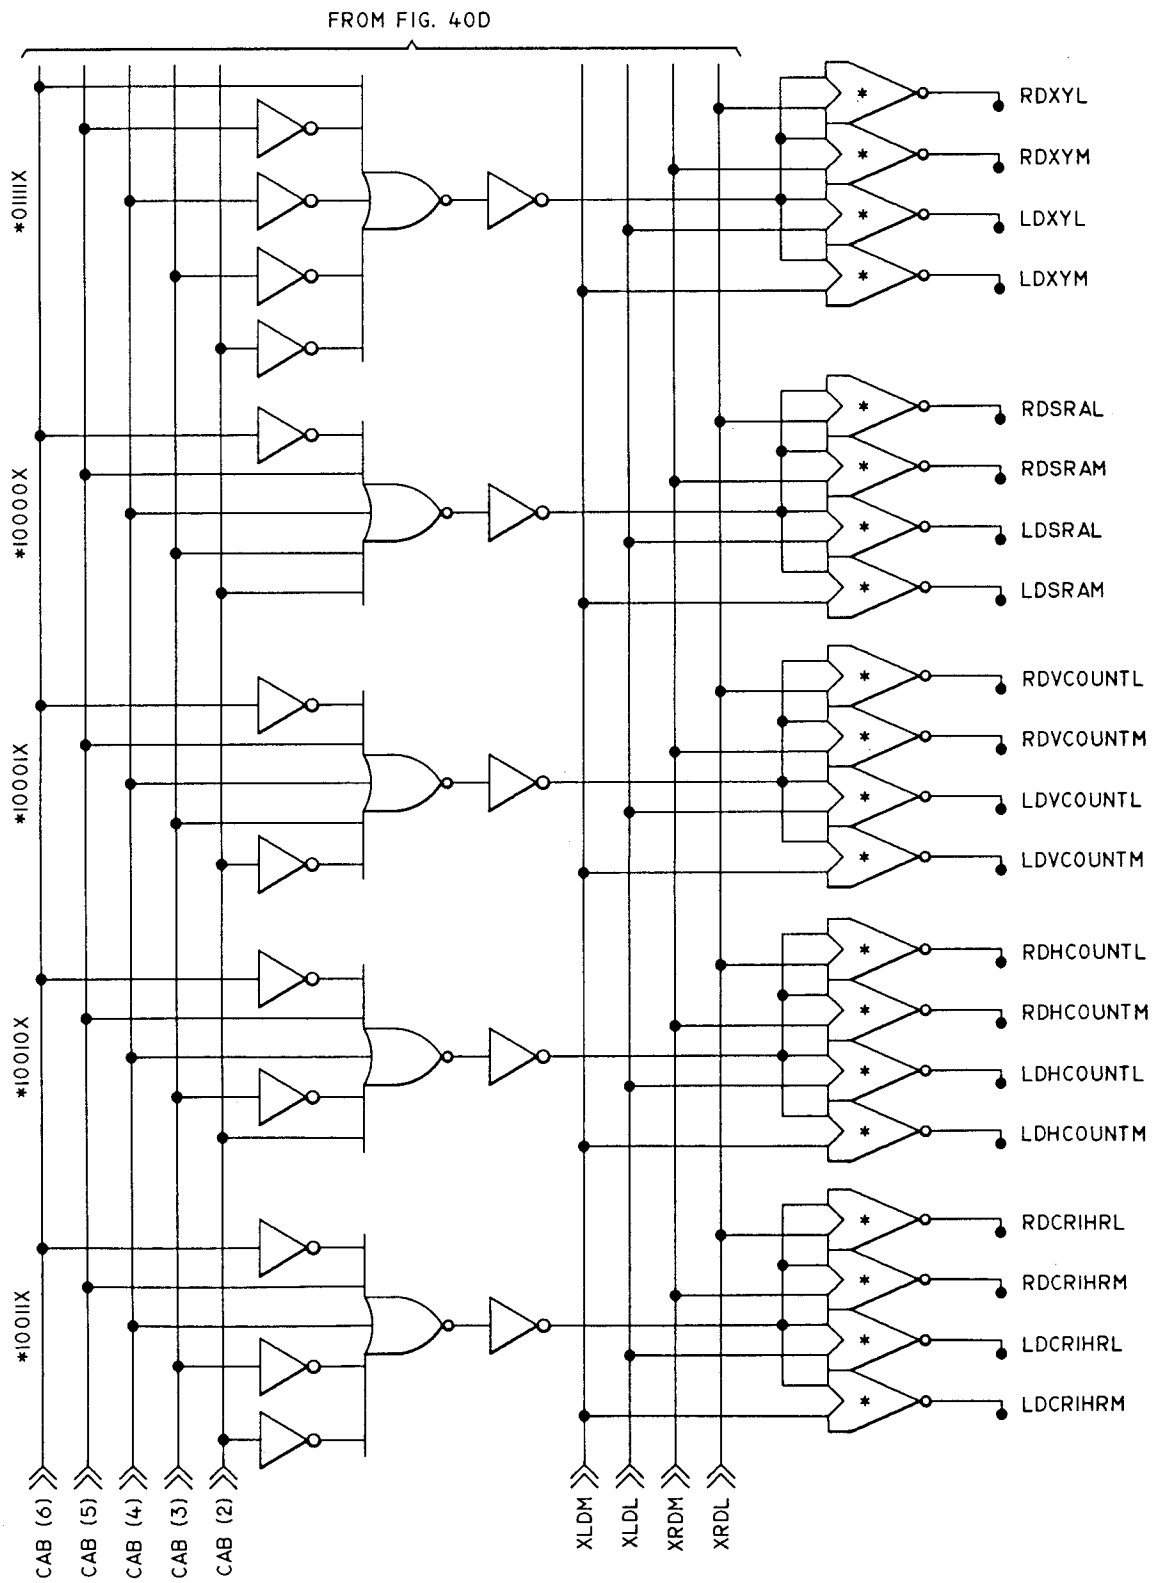 FROM FIG. 40D
*01111X
RDXYL
RDXYM
LDXYL
LDXYM
*
*
*
*
*10000X
RDSRAL
RDSRAM
LDSRAL
LDSRAM
*
*
*
*
*10001X
RDVCOUNTL
RDVCOUNTM
LDVCOUNTL
LDVCOUNTM
*
*
*
*
*10010X
RDHCOUNTL
RDHCOUNTM
LDHCOUNTL
LDHCOUNTM
*
*
*
*
*10011X
RDCRIHRL
RDCRIHRM
LDCRIHRL
LDCRIHRM
*
*
*
*
CAB (6)
CAB (5)
CAB (4)
CAB (3)
CAB (2)
XLDM
XLDL
XRDM
XRDL